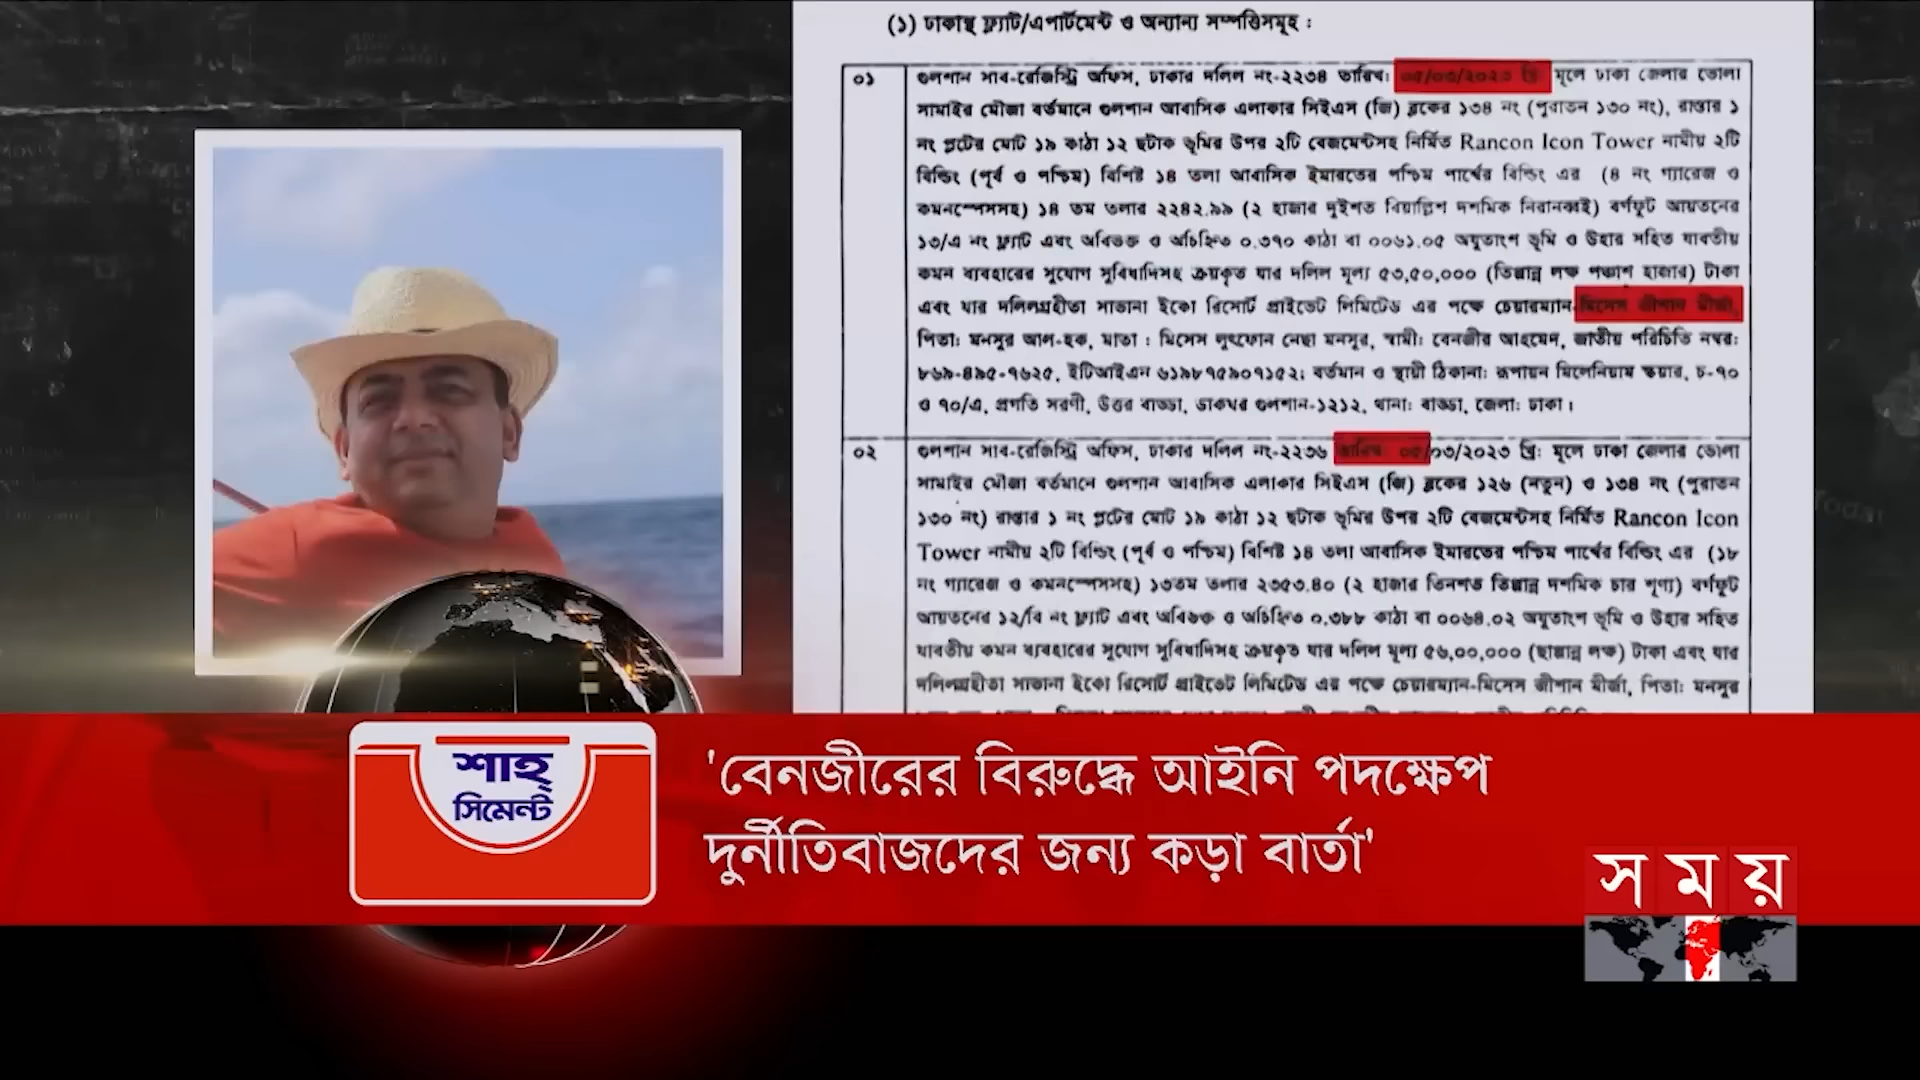 (১) ঢাকাস্থ ফ্ল্যাট/এপার্টমেন্ট ও অন্যান্য সম্পত্তিসমূহ :
০১
গুলশান সাব-রেজিস্ট্রি অফিস, ঢাকার দলিল নং-২২৩৪ তারিখ: ০৫/০৩/২০২৩ খ্রি: মূলে ঢাকা জেলার ভোলা
সামাইর মৌজা বর্তমানে গুলশান আবাসিক এলাকার সিইএস (জি) ব্লকের ১৩৪ নং (পুরাতন ১৩০ নং), রাস্তার ১
নং প্লটের মোট ১৯ কাঠা ১২ ছটাক ভূমির উপর ২টি বেজমেন্টসহ নির্মিত Rancon Icon Tower নামীয় ২টি
বিল্ডিং (পূর্ব ও পশ্চিম) বিশিষ্ট ১৪ তলা আবাসিক ইমারতের পশ্চিম পার্শ্বের বিল্ডিং এর (৪ নং গ্যারেজ ও
কমনস্পেসসহ) ১৪ তম তলার ২২৪২.৯৯ (২ হাজার দুইশত বিয়াল্লিশ দশমিক নিরানব্বই) বর্গফুট আয়তনের
১৩/এ নং ফ্ল্যাট এবং অবিভক্ত ও অচিহ্নিত ০.৩৭০ কাঠা বা ০০৬১.০৫ অযুতাংশ ভূমি ও উহার সহিত যাবতীয়
কমন ব্যবহারের সুযোগ সুবিধাদিসহ ক্রয়কৃত যার দলিল মূল্য ৫৩,৫০,০০০ (তিপ্পান্ন লক্ষ পঞ্চাশ হাজার) টাকা
এবং যার দলিলগ্রহীতা সাভানা ইকো রিসোর্ট প্রাইভেট লিমিটেড এর পক্ষে চেয়ারম্যান-মিসেস জীশান মীর্জা,
পিতা: মনসুর আল-হক, মাতা : মিসেস লুৎফোন নেছা মনসুর, স্বামী: বেনজীর আহমেদ, জাতীয় পরিচিতি নম্বর:
৮৬৯-৪৯৫-৭৬২৫, ইটিআইএন ৬১৯৮৭৫৯০৭১৫২; বর্তমান ও স্থায়ী ঠিকানা: রূপায়ন মিলেনিয়াম স্কয়ার, চ-৭০
ও ৭০/এ, প্রগতি সরণী, উত্তর বাড্ডা, ডাকঘর গুলশান-১২১২, থানা: বাড্ডা, জেলা: ঢাকা।
০২
গুলশান সাব-রেজিস্ট্রি অফিস, ঢাকার দলিল নং-২২৩৬ তারিখ: ০৫/০৩/২০২৩ খ্রি: মূলে ঢাকা জেলার ভোলা
সামাইর মৌজা বর্তমানে গুলশান আবাসিক এলাকার সিইএস (জি) ব্লকের ১২৬ (নতুন) ও ১৩৪ নং (পুরাতন
১৩০ নং) রাস্তার ১ নং প্লটের মোট ১৯ কাঠা ১২ ছটাক ভূমির উপর ২টি বেজমেন্টসহ নির্মিত Rancon Icon
Tower নামীয় ২টি বিল্ডিং (পূর্ব ও পশ্চিম) বিশিষ্ট ১৪ তলা আবাসিক ইমারতের পশ্চিম পার্শ্বের বিল্ডিং এর (১৮
নং গ্যারেজ ও কমনস্পেসসহ) ১৩তম তলার ২৩৫৩.৪০ (২ হাজার তিনশত তিপ্পান্ন দশমিক চার শূণ্য) বর্গফুট
আয়তনের ১২/বি নং ফ্ল্যাট এবং অবিভক্ত ও অচিহ্নিত ০.৩৮৮ কাঠা বা ০০৬৪.০২ অযুতাংশ ভূমি ও উহার সহিত
যাবতীয় কমন ব্যবহারের সুযোগ সুবিধাদিসহ ক্রয়কৃত যার দলিল মূল্য ৫৬,০০,০০০ (ছাপ্পান্ন লক্ষ) টাকা এবং যার
দলিলগ্রহীতা সাভানা ইকো রিসোর্ট প্রাইভেট লিমিটেড এর পক্ষে চেয়ারম্যান-মিসেস জীশান মীর্জা, পিতা: মনসুর
Today
শাহ্
সিমেন্ট
'বেনজীরের বিরুদ্ধে আইনি পদক্ষেপ
দুর্নীতিবাজদের জন্য কড়া বার্তা'
সময়